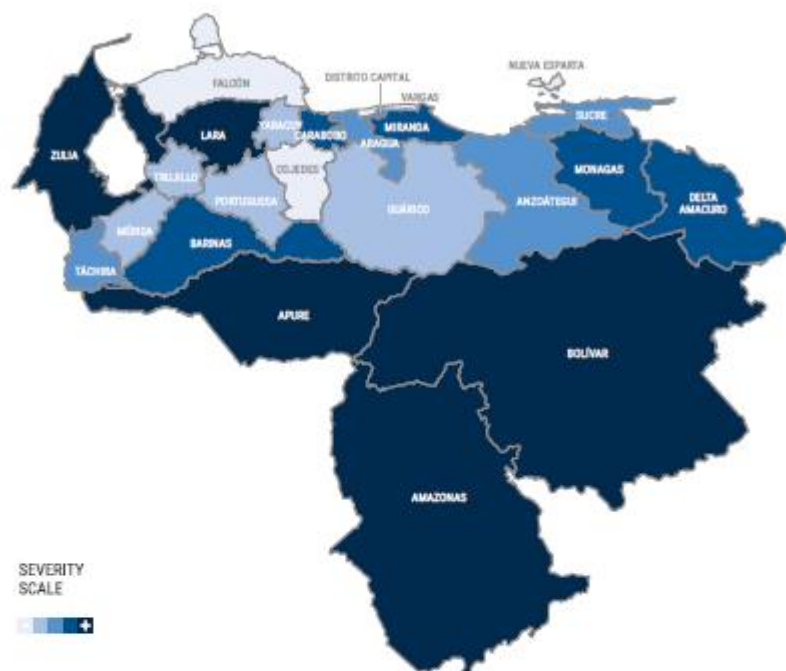 NUEVA ESPARTA
DISTRITO CAPITAL
FALCÓN
VARGAS
SUCRE
LARA
YARACUY
CARABOBO
MIRANDA
ARAGUA
ZULIA
COJEDES
MONAGAS
TRUJILLO
PORTUGUESA
ANZOÁTEGUI
DELTA
AMACURO
GUÁRICO
MÉRIDA
BARINAS
TÁCHIRA
APURE
BOLÍVAR
AMAZONAS
SEVERITY
SCALE
- +